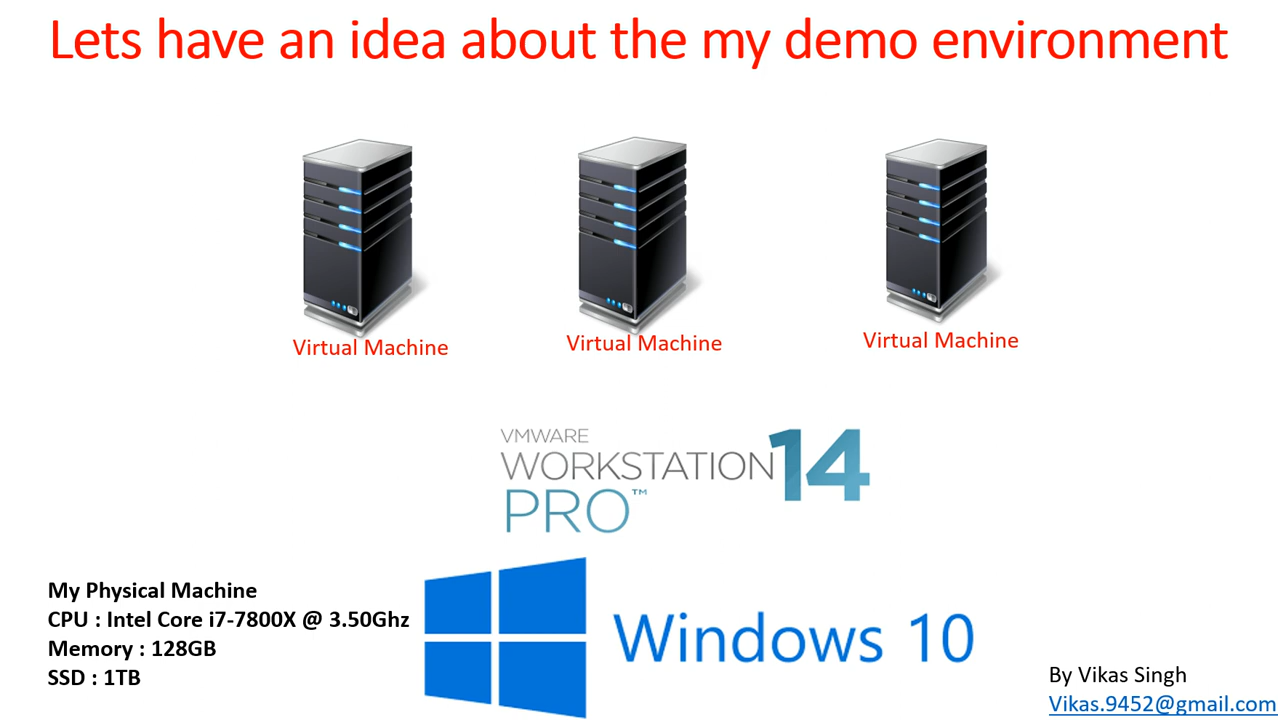 Lets have an idea about the my demo environment
Virtual Machine
Virtual Machine
Virtual Machine
VMWARE
WORKSTATION 14
PRO™
My Physical Machine
CPU : Intel Core i7-7800X @ 3.50Ghz
Memory : 128GB
SSD : 1TB
Windows 10
By Vikas Singh
Vikas.9452@gmail.com